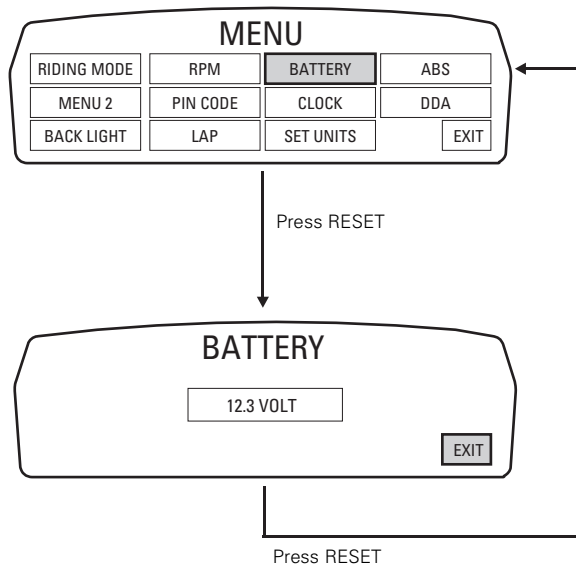 MENU
RIDING MODE RPM BATTERY ABS
MENU 2 PIN CODE CLOCK DDA
BACK LIGHT LAP SET UNITS EXIT
Press RESET
BATTERY
12.3 VOLT
EXIT
Press RESET